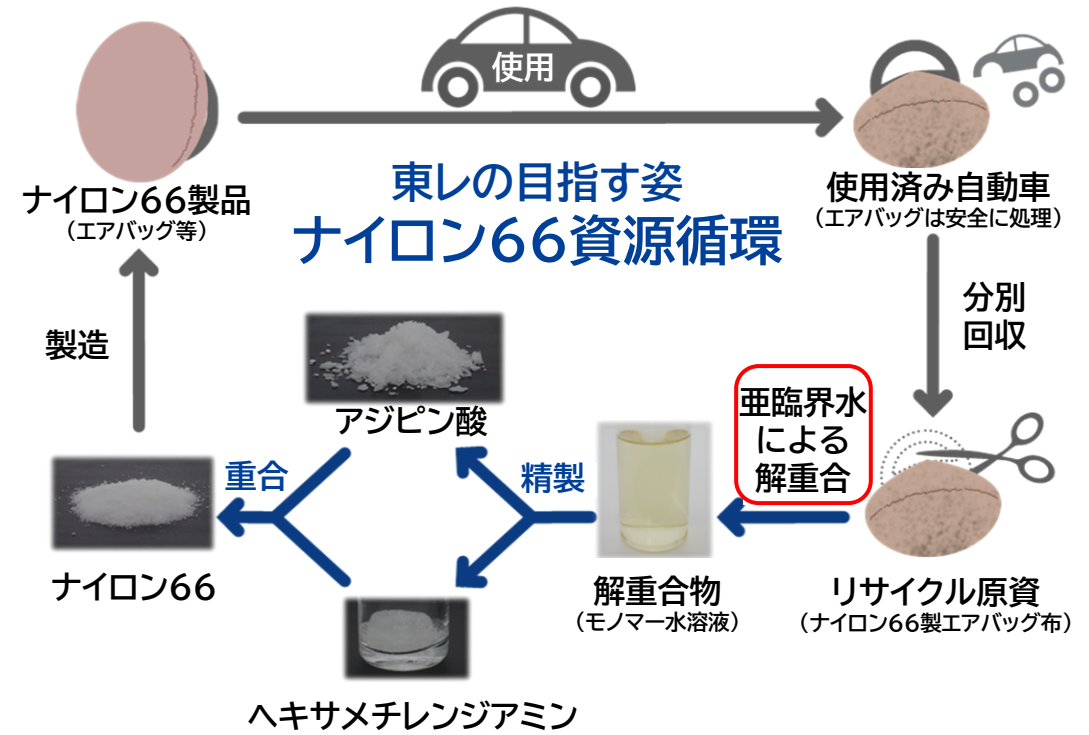 使用
東レの目指す姿
ナイロン66資源循環
ナイロン66製品
(エアバッグ等)
使用済み自動車
(エアバッグは安全に処理)
分別
回収
製造
アジピン酸
亜臨界水
による
解重合
重合
精製
ナイロン66
解重合物
(モノマー水溶液)
リサイクル原資
(ナイロン66製エアバッグ布)
ヘキサメチレンジアミン